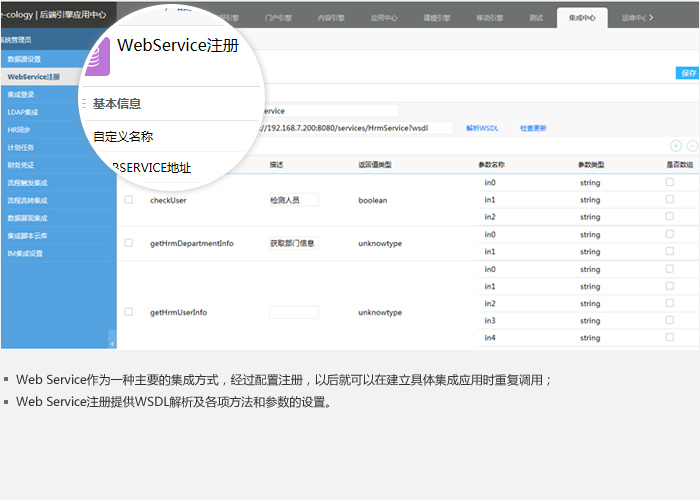 e-cology | 后端引擎应用中心
引擎 门户引擎 内容引擎 应用中心 建模引擎 移动引擎 测试 集成中心 运维中心
系统管理员
数据源设置
WebService注册
集成登录
LDAP集成
HR同步
计划任务
财务凭证
流程触发集成
流程流转集成
数据展现集成
集成脚本云库
IM集成设置
WebService注册
保存
基本信息
自定义名称
ervice
BSERVICE地址
://192.168.7.200:8080/services/HrmService?wsdl 解析WSDL 检查更新
描述 返回值类型 参数名称 参数类型 是否数组
in0 string
checkUser 检测人员 boolean in1 string
in2 string
getHrmDepartmentInfo 获取部门信息 unknowtype in0 string
in1 string
in0 string
in1 string
getHrmUserInfo unknowtype in2 string
in3 string
in4 string
Web Service作为一种主要的集成方式，经过配置注册，以后就可以在建立具体集成应用时重复调用；
Web Service注册提供WSDL解析及各项方法和参数的设置。